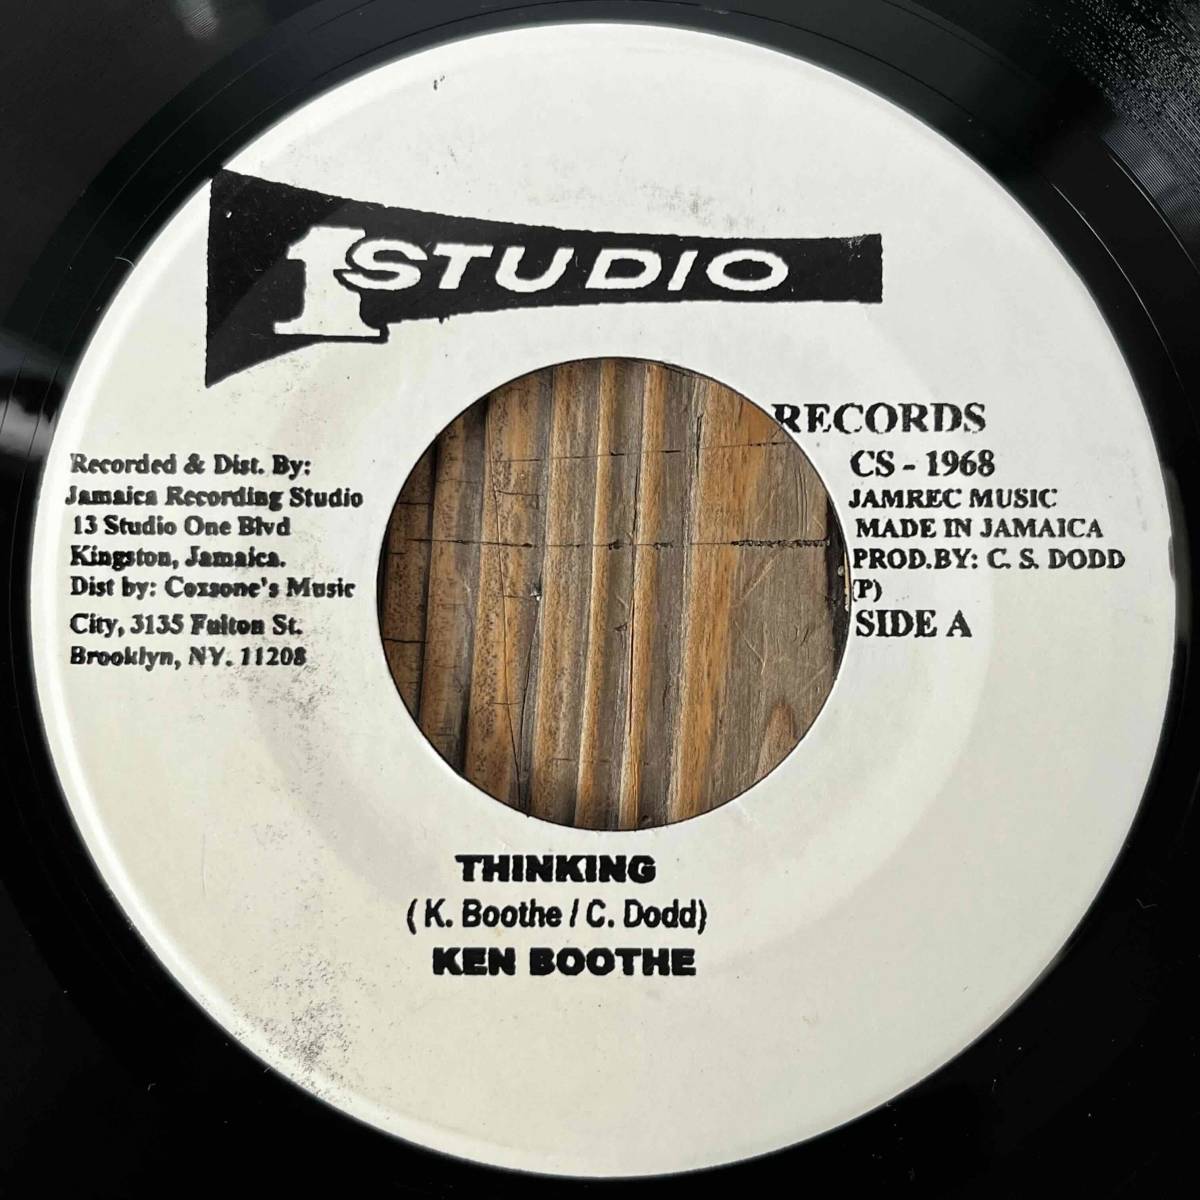 1 STUDIO
RECORDS
CS - 1968
JAMREC MUSIC
MADE IN JAMAICA
PROD.BY: C. S. DODD
(P)
SIDE A
Recorded & Dist. By:
Jamaica Recording Studio
13 Studio One Blvd
Kingston, Jamaica.
Dist by: Coxsone's Music
City, 3135 Fulton St.
Brooklyn, NY. 11208
THINKING
( K. Boothe / C. Dodd)
KEN BOOTHE